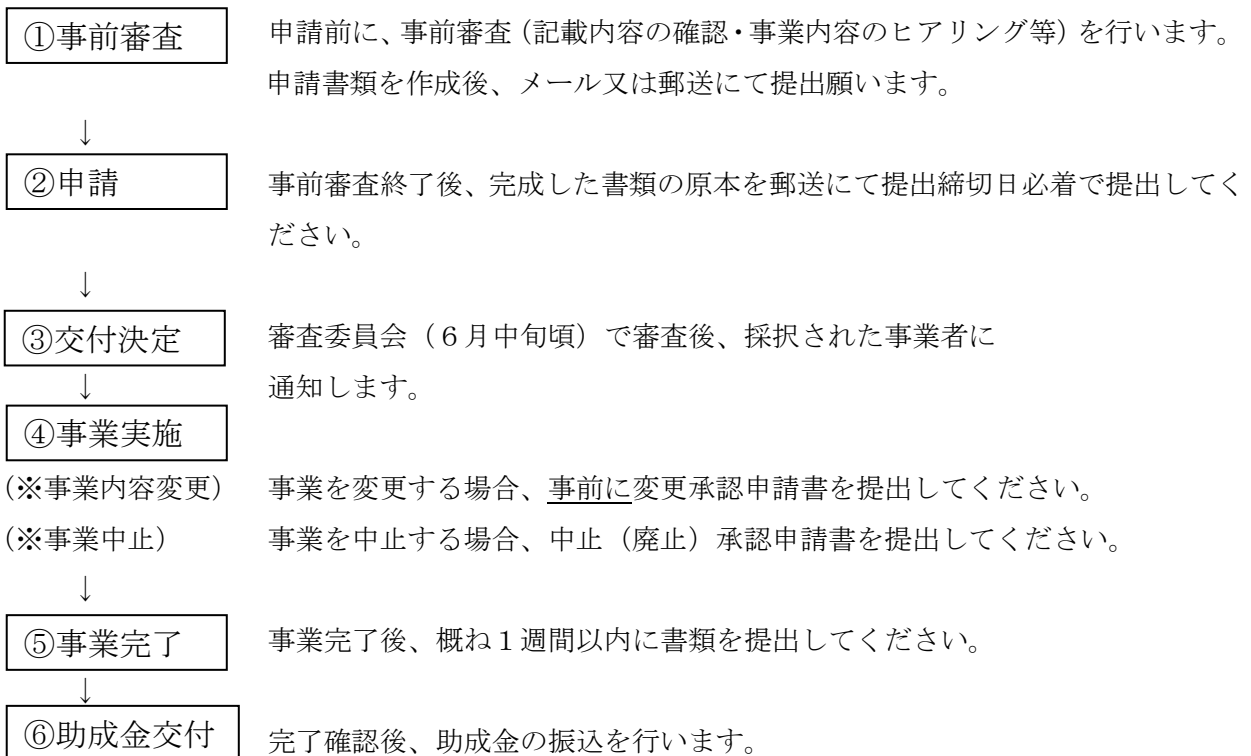 ①事前審査
申請前に、事前審査（記載内容の確認・事業内容のヒアリング等）を行います。
申請書類を作成後、メール又は郵送にて提出願います。
↓
②申請
事前審査終了後、完成した書類の原本を郵送にて提出締切日必着で提出してく
ださい。
↓
③交付決定
審査委員会（６月中旬頃）で審査後、採択された事業者に
通知します。
↓
④事業実施
(※事業内容変更)
事業を変更する場合、事前に変更承認申請書を提出してください。
(※事業中止)
事業を中止する場合、中止（廃止）承認申請書を提出してください。
↓
⑤事業完了
事業完了後、概ね１週間以内に書類を提出してください。
↓
⑥助成金交付
完了確認後、助成金の振込を行います。